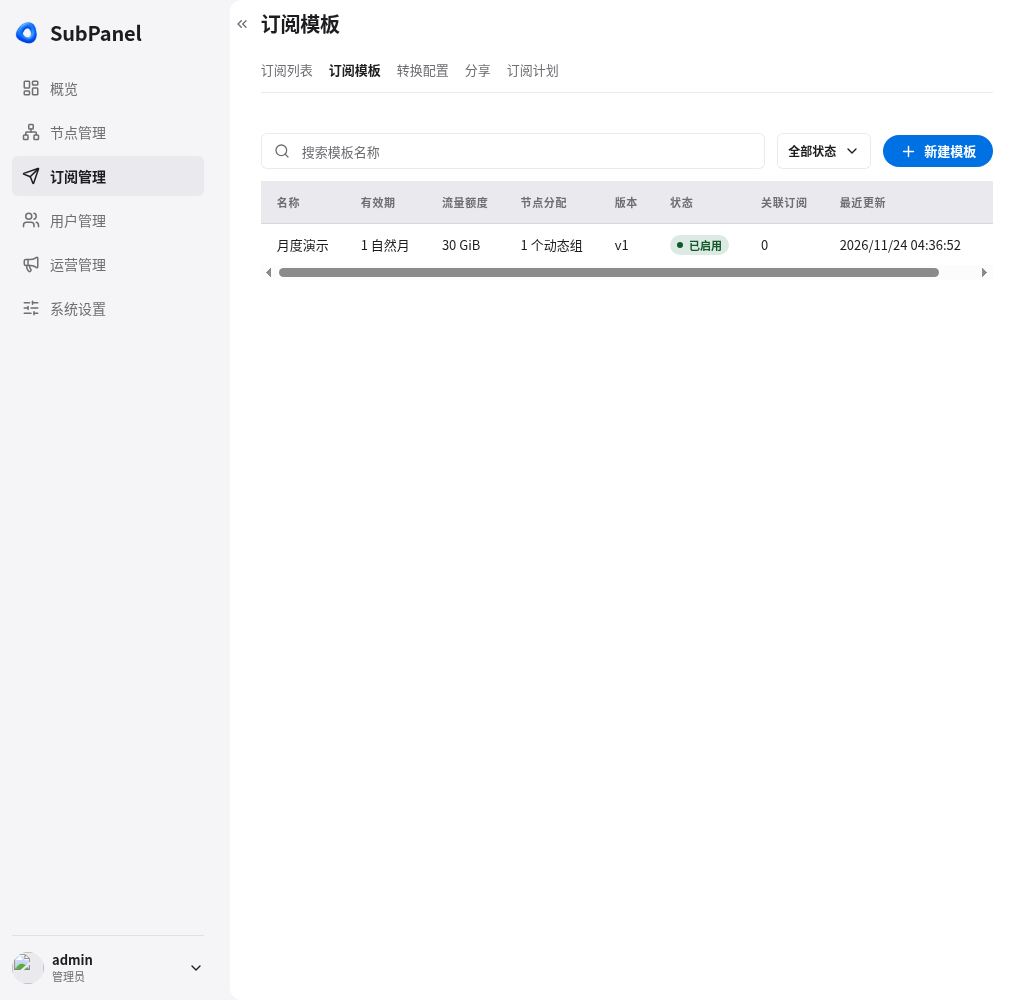 SubPanel
概览
节点管理
订阅管理
用户管理
运营管理
系统设置
admin
管理员
订阅模板
订阅列表 订阅模板 转换配置 分享 订阅计划
搜索模板名称 全部状态 新建模板
名称 有效期 流量额度 节点分配 版本 状态 关联订阅 最近更新
月度演示 1 自然月 30 GiB 1 个动态组 v1 已启用 0 2026/11/24 04:36:52